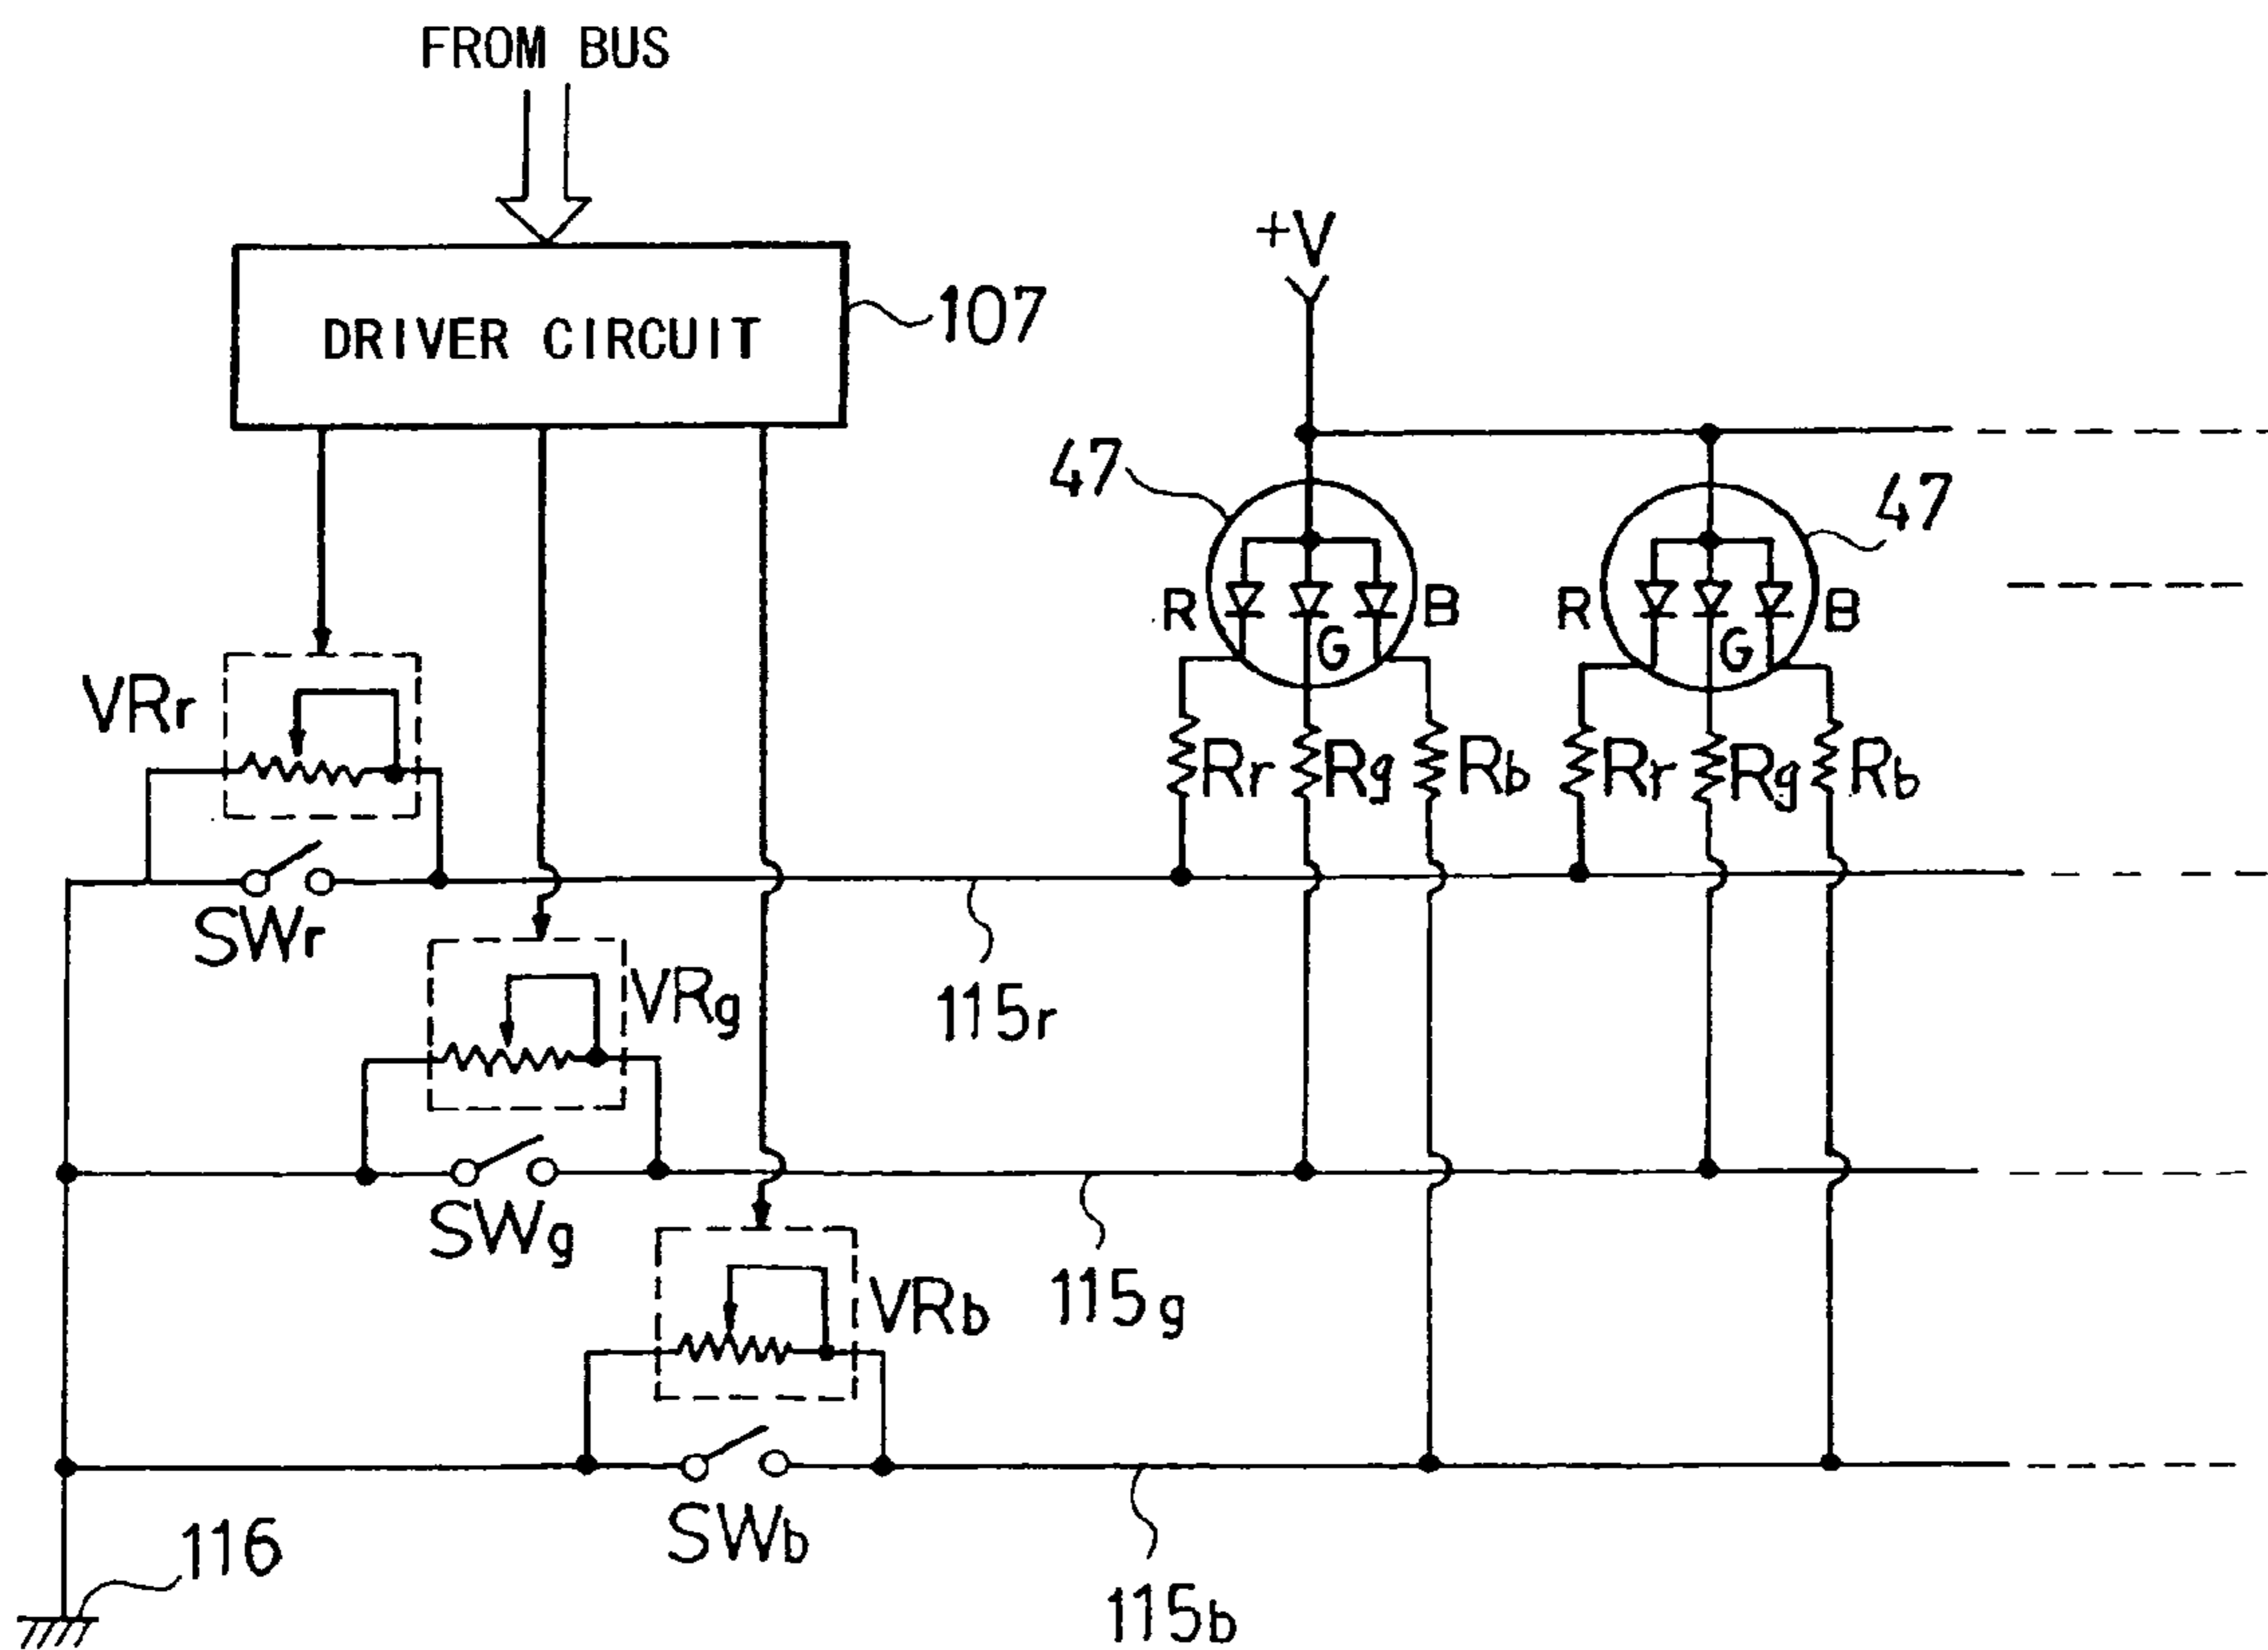 FROM BUS
DRIVER CIRCUIT
107
+V
47
47
R
G
B
R
G
B
VRr
Rr
Rg
Rb
Rr
Rg
Rb
SWr
115r
VRg
SWg
115g
VRb
SWb
115b
116